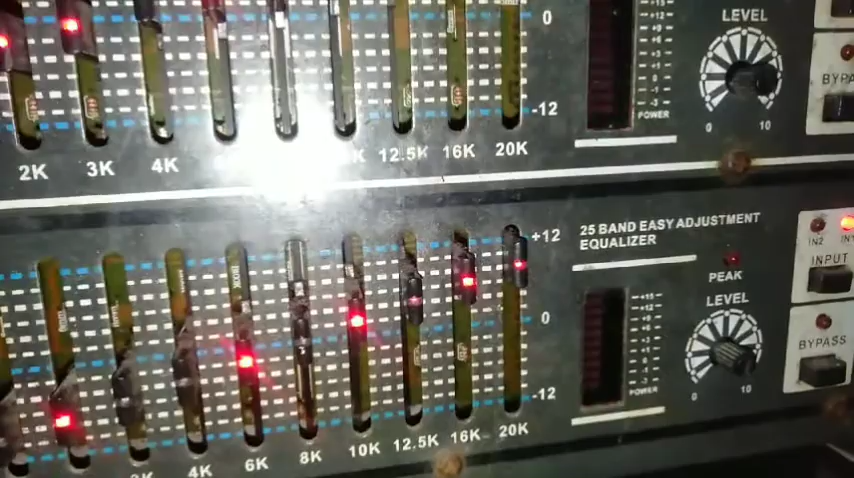 0
-12
2K 3K 4K 12.5K 16K 20K
LEVEL
0 10
POWER
+12
0
-12
4K 6K 8K 10K 12.5K 16K 20K
25 BAND EASY ADJUSTMENT
EQUALIZER
PEAK
LEVEL
0 10
POWER
IN2
INPUT
BYPASS